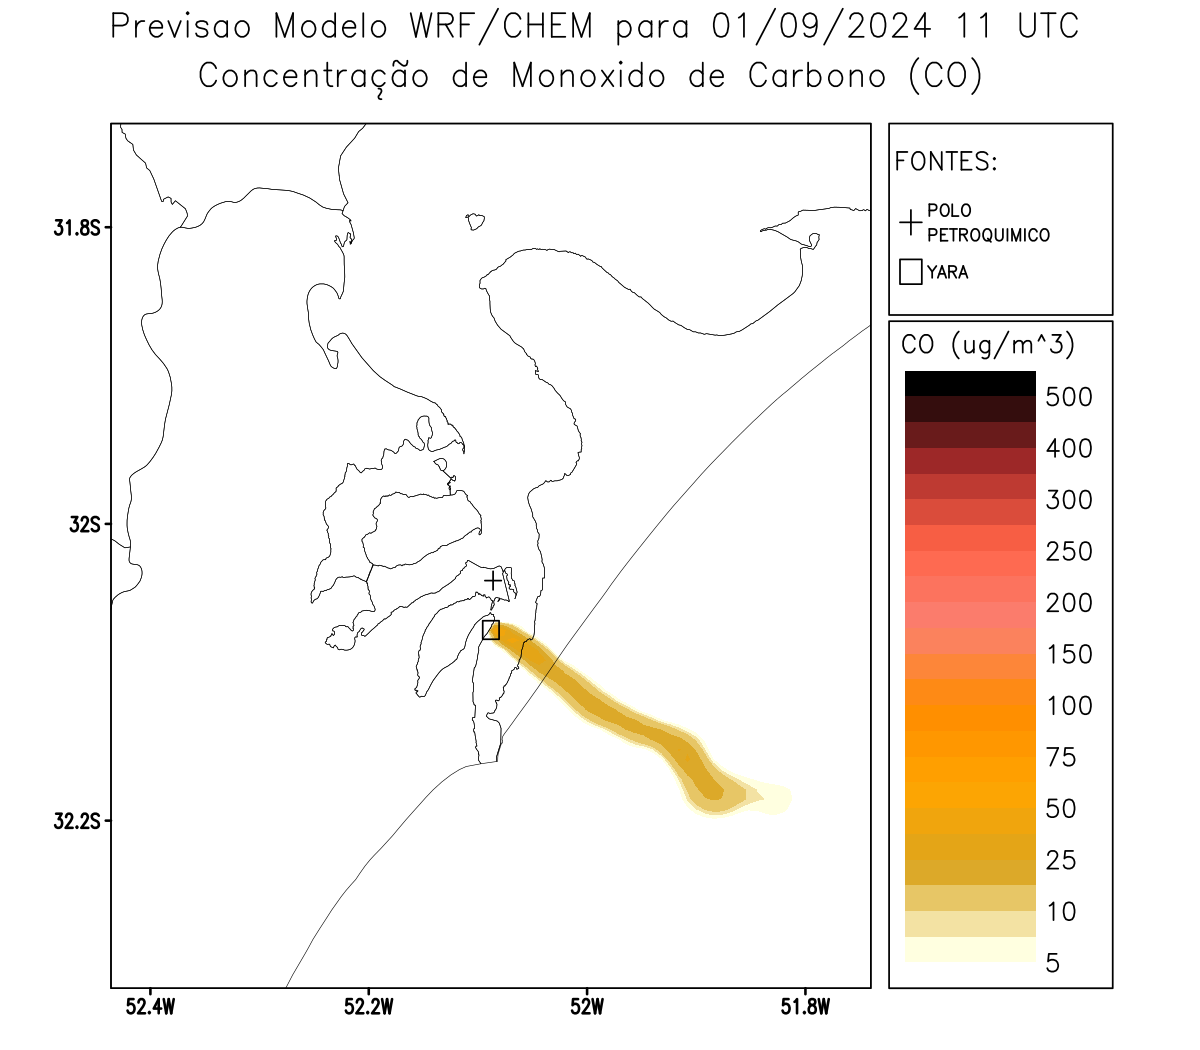 Previsao Modelo WRF/CHEM para 01/09/2024 11 UTC
Concentração de Monoxido de Carbono (CO)
FONTES:
POLO
PETROQUIMICO
YARA
CO (ug/m^3)
500
400
300
250
200
150
100
75
50
25
10
5
31.8S
32S
32.2S
52.4W
52.2W
52W
51.8W